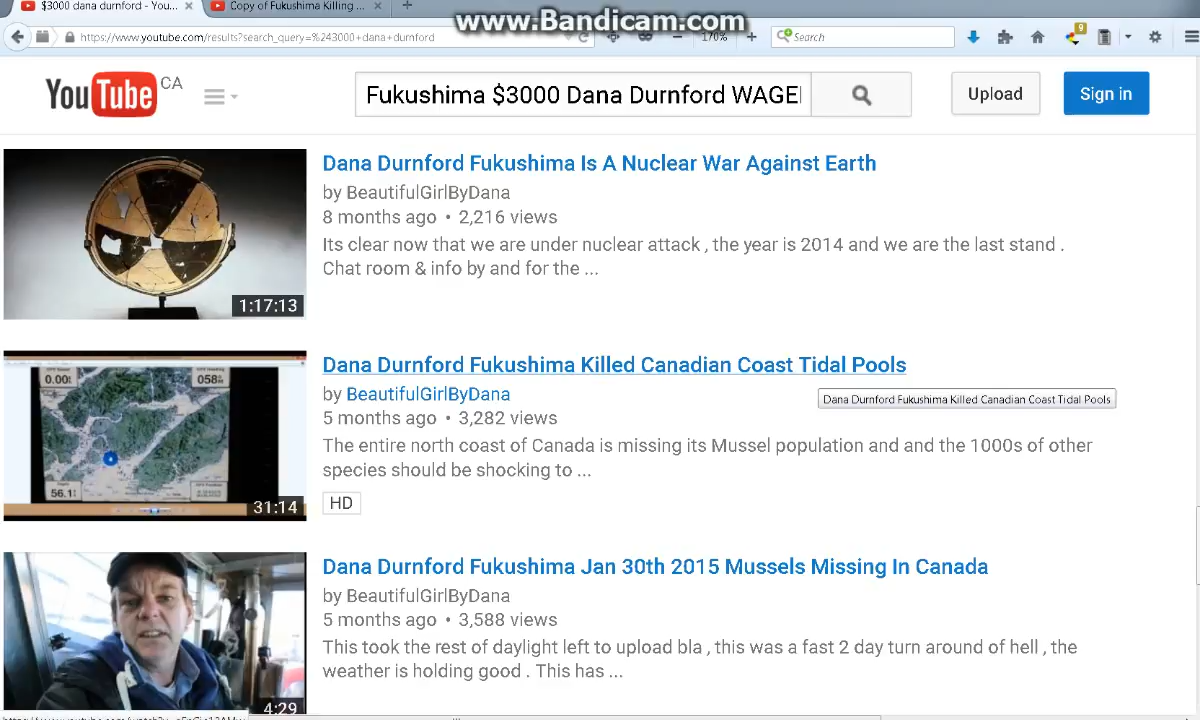 $3000 dana durnford - You...
Copy of Fukushima Killing ...
www.Bandicam.com
https://www.youtube.com/results?search_query=%243000+dana+durnford
170%
Search
9
YouTube CA
Fukushima $3000 Dana Durnford WAGE
Upload
Sign in
Dana Durnford Fukushima Is A Nuclear War Against Earth
by BeautifulGirlByDana
8 months ago • 2,216 views
Its clear now that we are under nuclear attack , the year is 2014 and we are the last stand .
Chat room & info by and for the ...
1:17:13
Dana Durnford Fukushima Killed Canadian Coast Tidal Pools
by BeautifulGirlByDana
Dana Durnford Fukushima Killed Canadian Coast Tidal Pools
5 months ago • 3,282 views
The entire north coast of Canada is missing its Mussel population and and the 1000s of other
species should be shocking to ...
HD
0.00
058
56.1
31:14
Dana Durnford Fukushima Jan 30th 2015 Mussels Missing In Canada
by BeautifulGirlByDana
5 months ago • 3,588 views
This took the rest of daylight left to upload bla , this was a fast 2 day turn around of hell , the
weather is holding good . This has ...
4:29